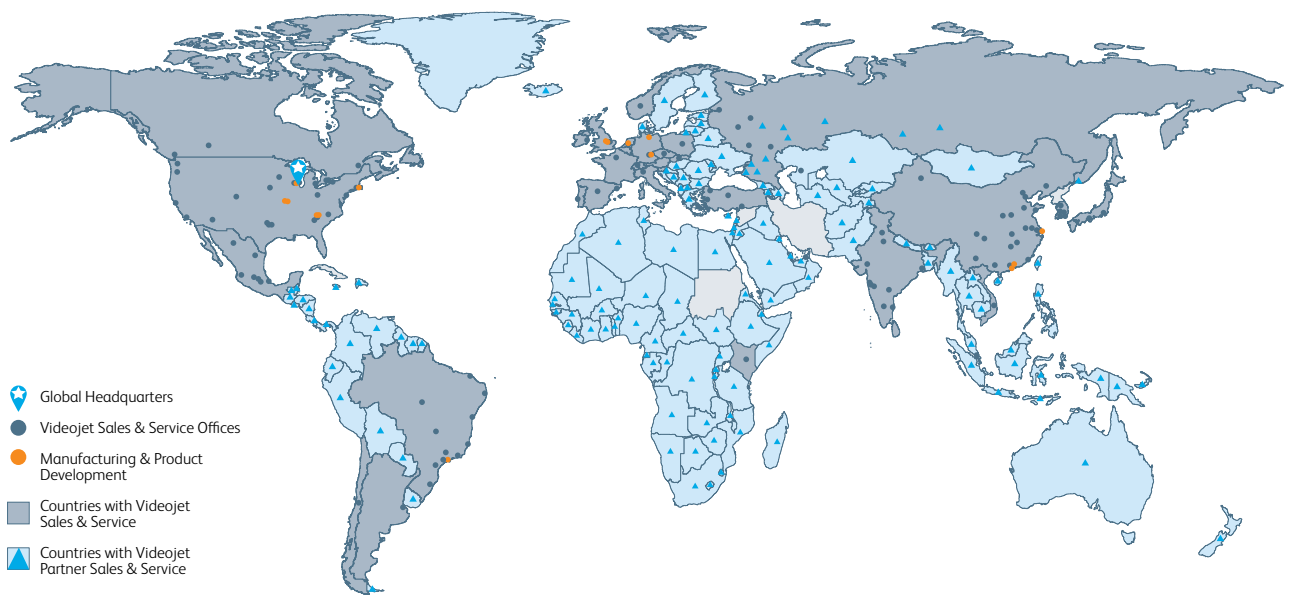 Global Headquarters
Videojet Sales & Service Offices
Manufacturing & Product
Development
Countries with Videojet
Sales & Service
Countries with Videojet
Partner Sales & Service